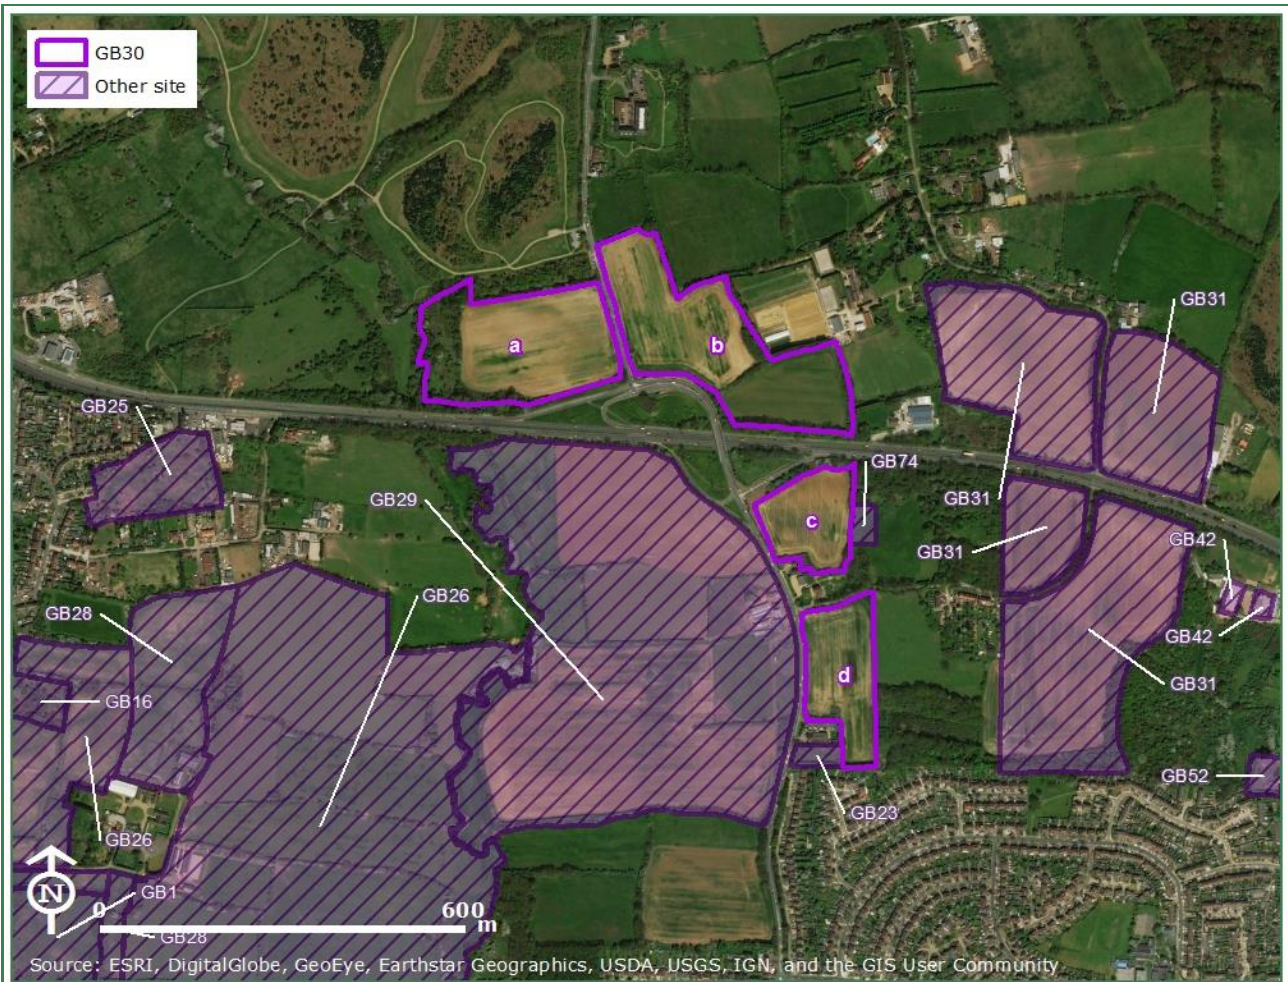 GB30
Other site
a
b
GB31
GB25
GB74
GB29
GB31
c
GB31
GB42
GB28
GB26
GB42
d
GB31
GB16
GB52
GB23
GB26
GB1
N
0 600 m
GB28
Source: ESRI, DigitalGlobe, GeoEye, Earthstar Geographics, USDA, USGS, IGN, and the GIS User Community